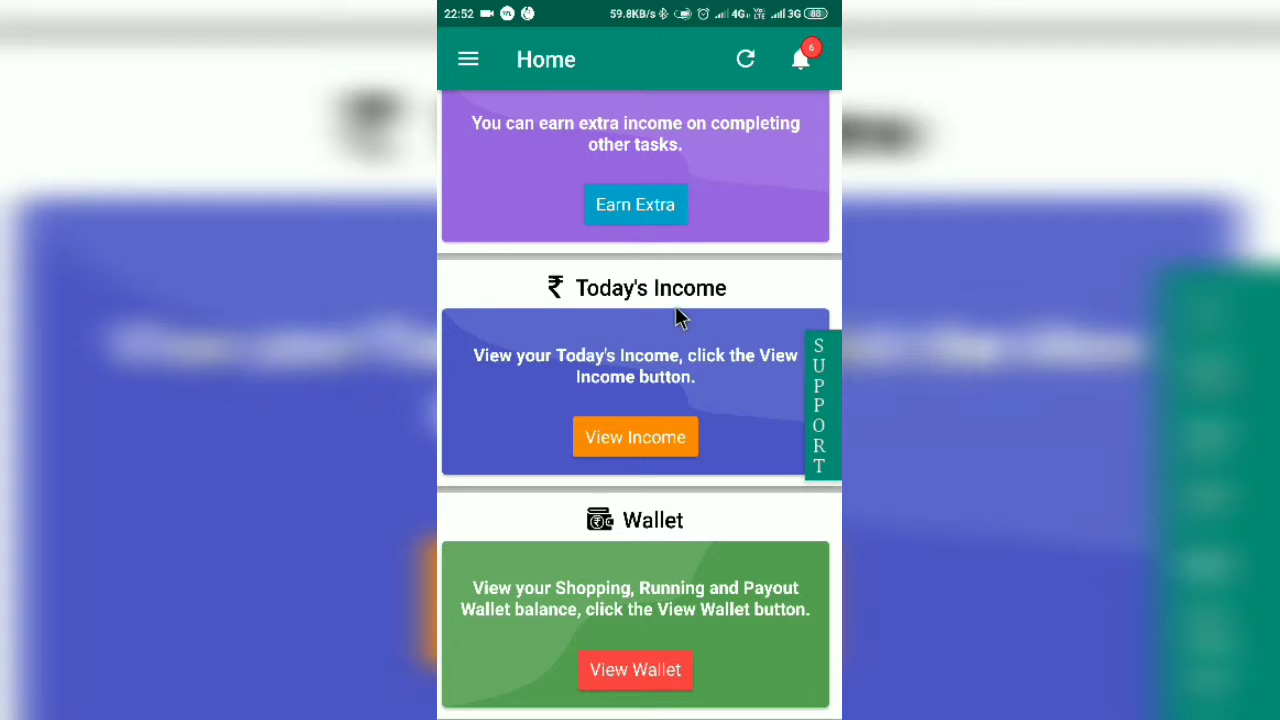 22:52 59.8KB/s 4G 3G 88
Home
6
You can earn extra income on completing
other tasks.
Earn Extra
₹ Today's Income
View your Today's Income, click the View
Income button.
View Income
SUPPORT
Wallet
View your Shopping, Running and Payout
Wallet balance, click the View Wallet button.
View Wallet